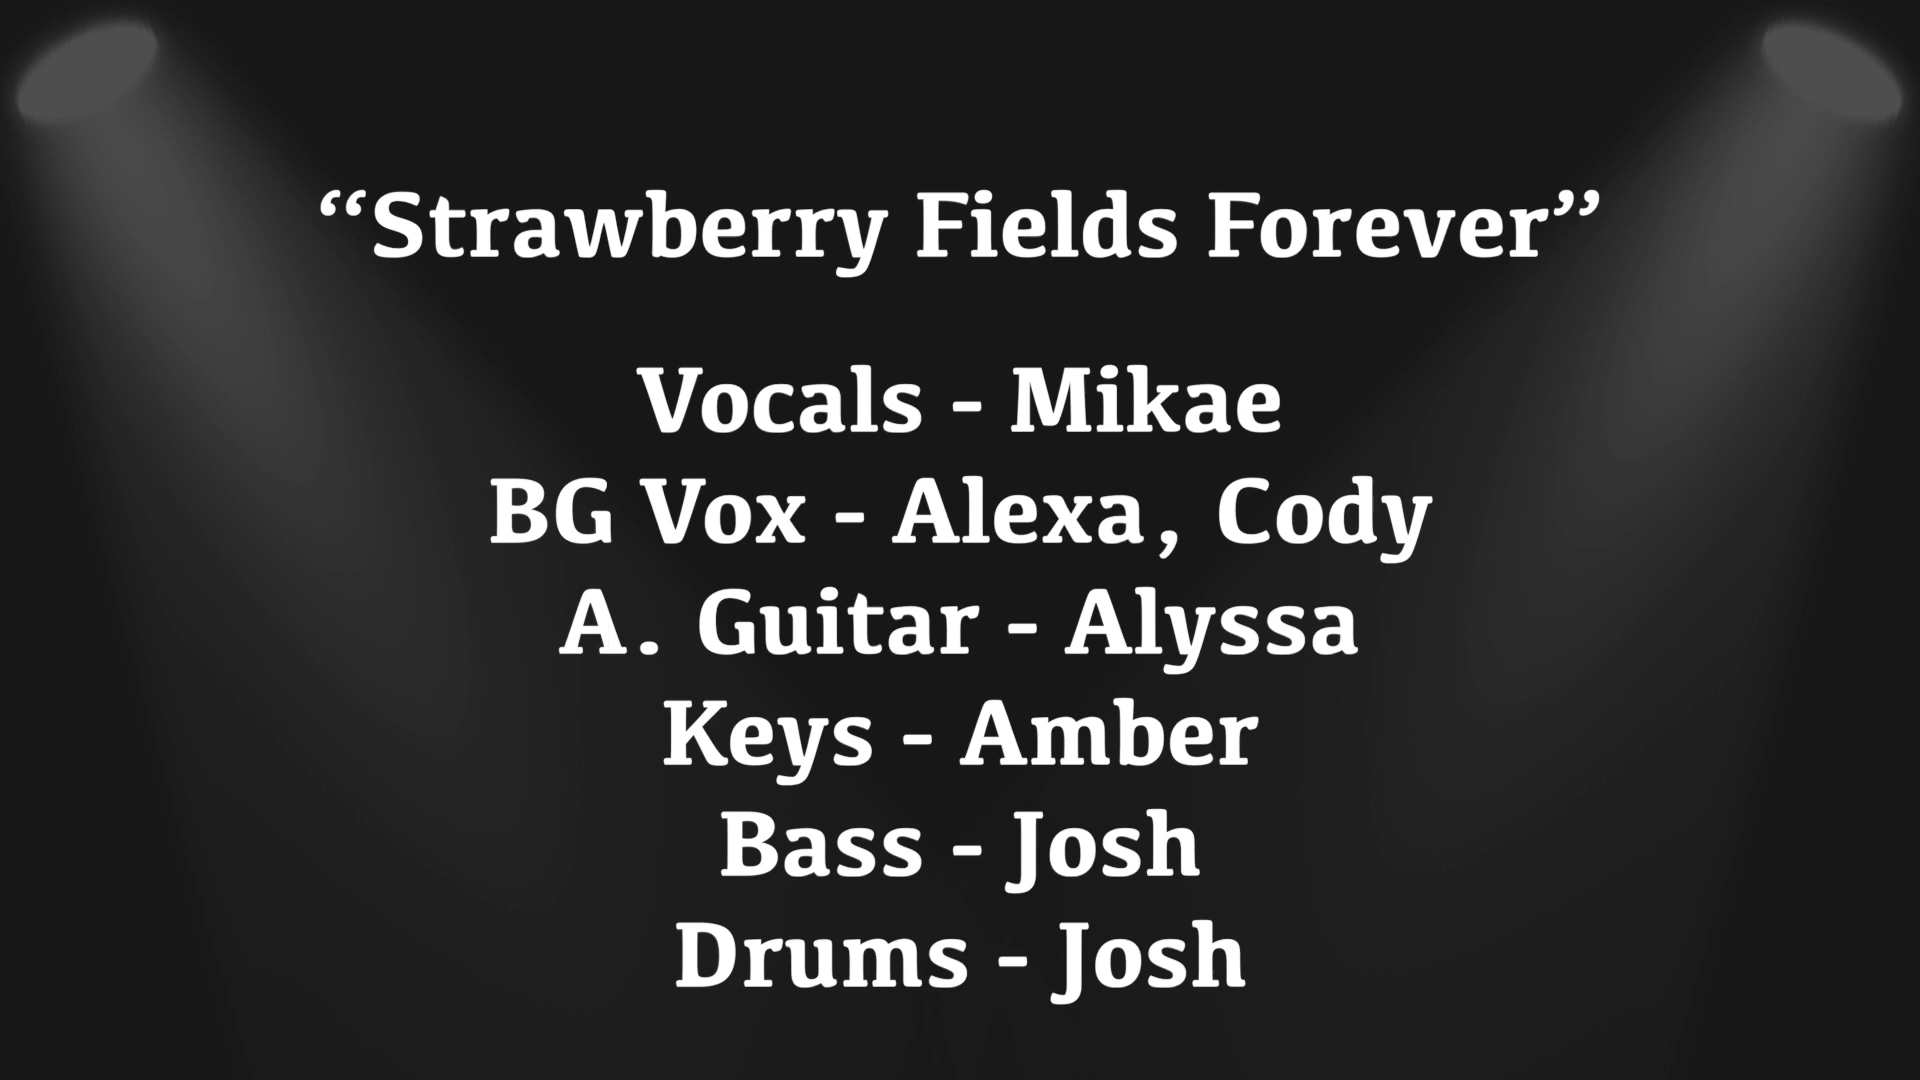 “Strawberry Fields Forever”
Vocals - Mikae
BG Vox - Alexa, Cody
A. Guitar - Alyssa
Keys - Amber
Bass - Josh
Drums - Josh